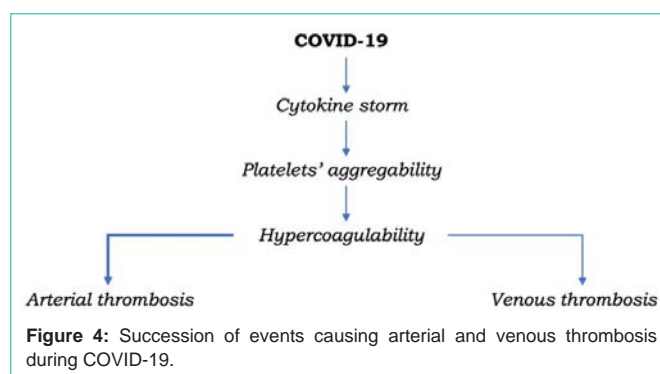 COVID-19
Cytokine storm
Platelets’ aggregability
Hypercoagulability
Arterial thrombosis
Venous thrombosis
Figure 4: Succession of events causing arterial and venous thrombosis
during COVID-19.